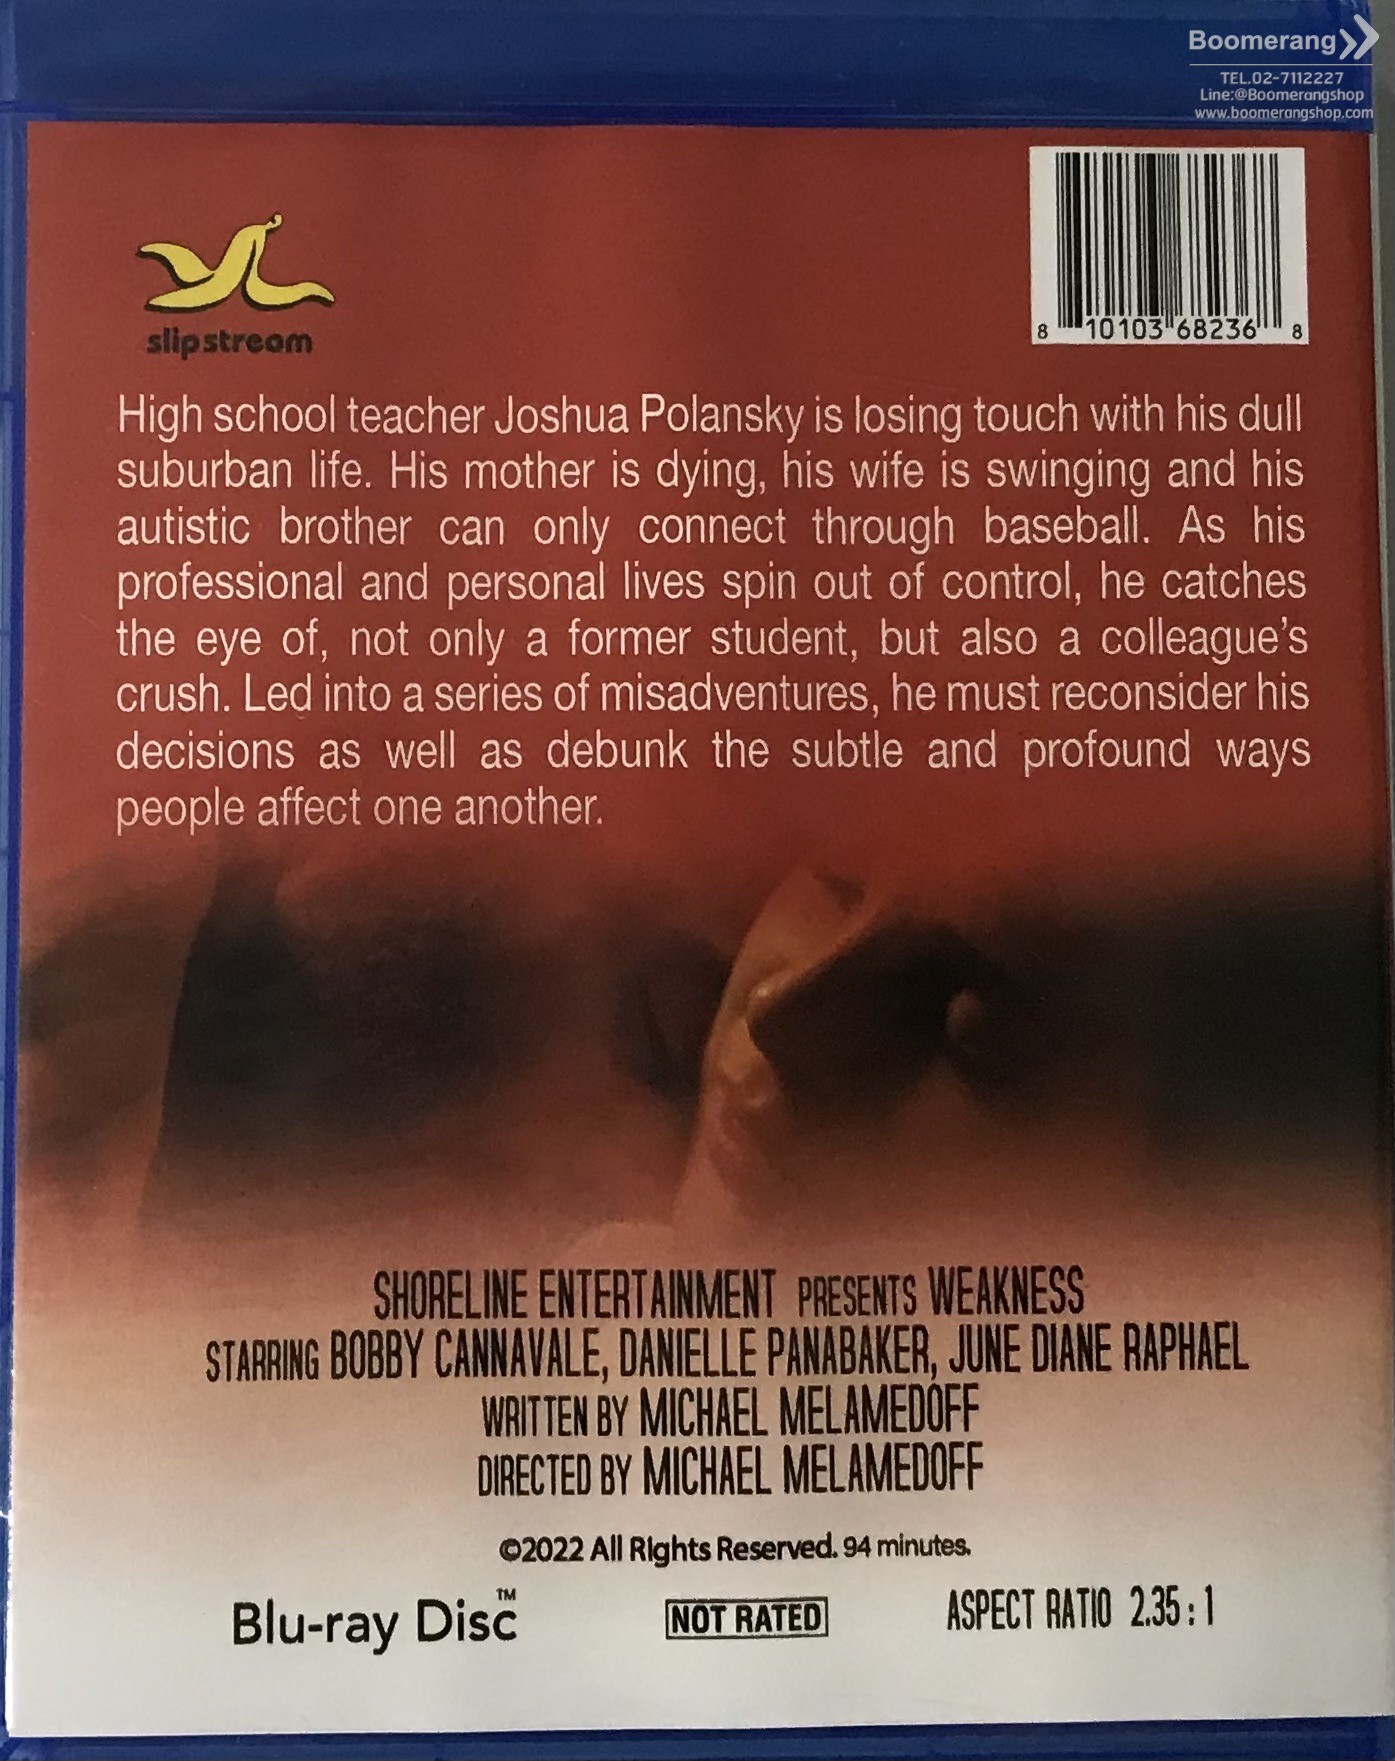 Boomerang
TEL.02-7112227
Line:@Boomerangshop
www.boomerangshop.com
8 10103 68236 8
slipstream
High school teacher Joshua Polansky is losing touch with his dull
suburban life. His mother is dying, his wife is swinging and his
autistic brother can only connect through baseball. As his
professional and personal lives spin out of control, he catches
the eye of, not only a former student, but also a colleague's
crush. Led into a series of misadventures, he must reconsider his
decisions as well as debunk the subtle and profound ways
people affect one another.
SHORELINE ENTERTAINMENT PRESENTS WEAKNESS
STARRING BOBBY CANNAVALE, DANIELLE PANABAKER, JUNE DIANE RAPHAEL
WRITTEN BY MICHAEL MELAMEDOFF
DIRECTED BY MICHAEL MELAMEDOFF
©2022 All Rights Reserved. 94 minutes.
Blu-ray Disc™
NOT RATED
ASPECT RATIO 2.35:1